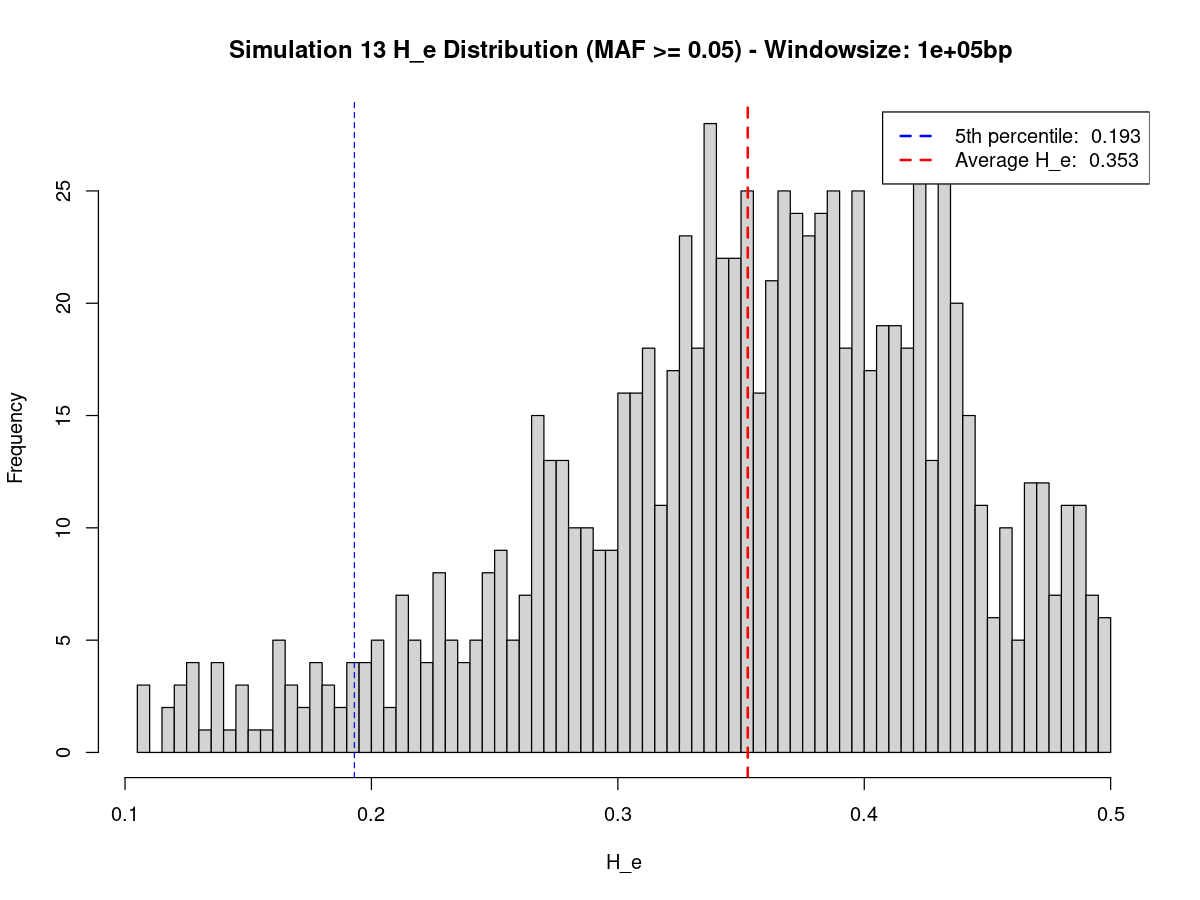 Simulation 13 H_e Distribution (MAF >= 0.05) - Windowsize: 1e+05bp
5th percentile:  0.193
Average H_e:  0.353
Frequency
25
20
15
10
5
0
0.1 0.2 0.3 0.4 0.5
H_e